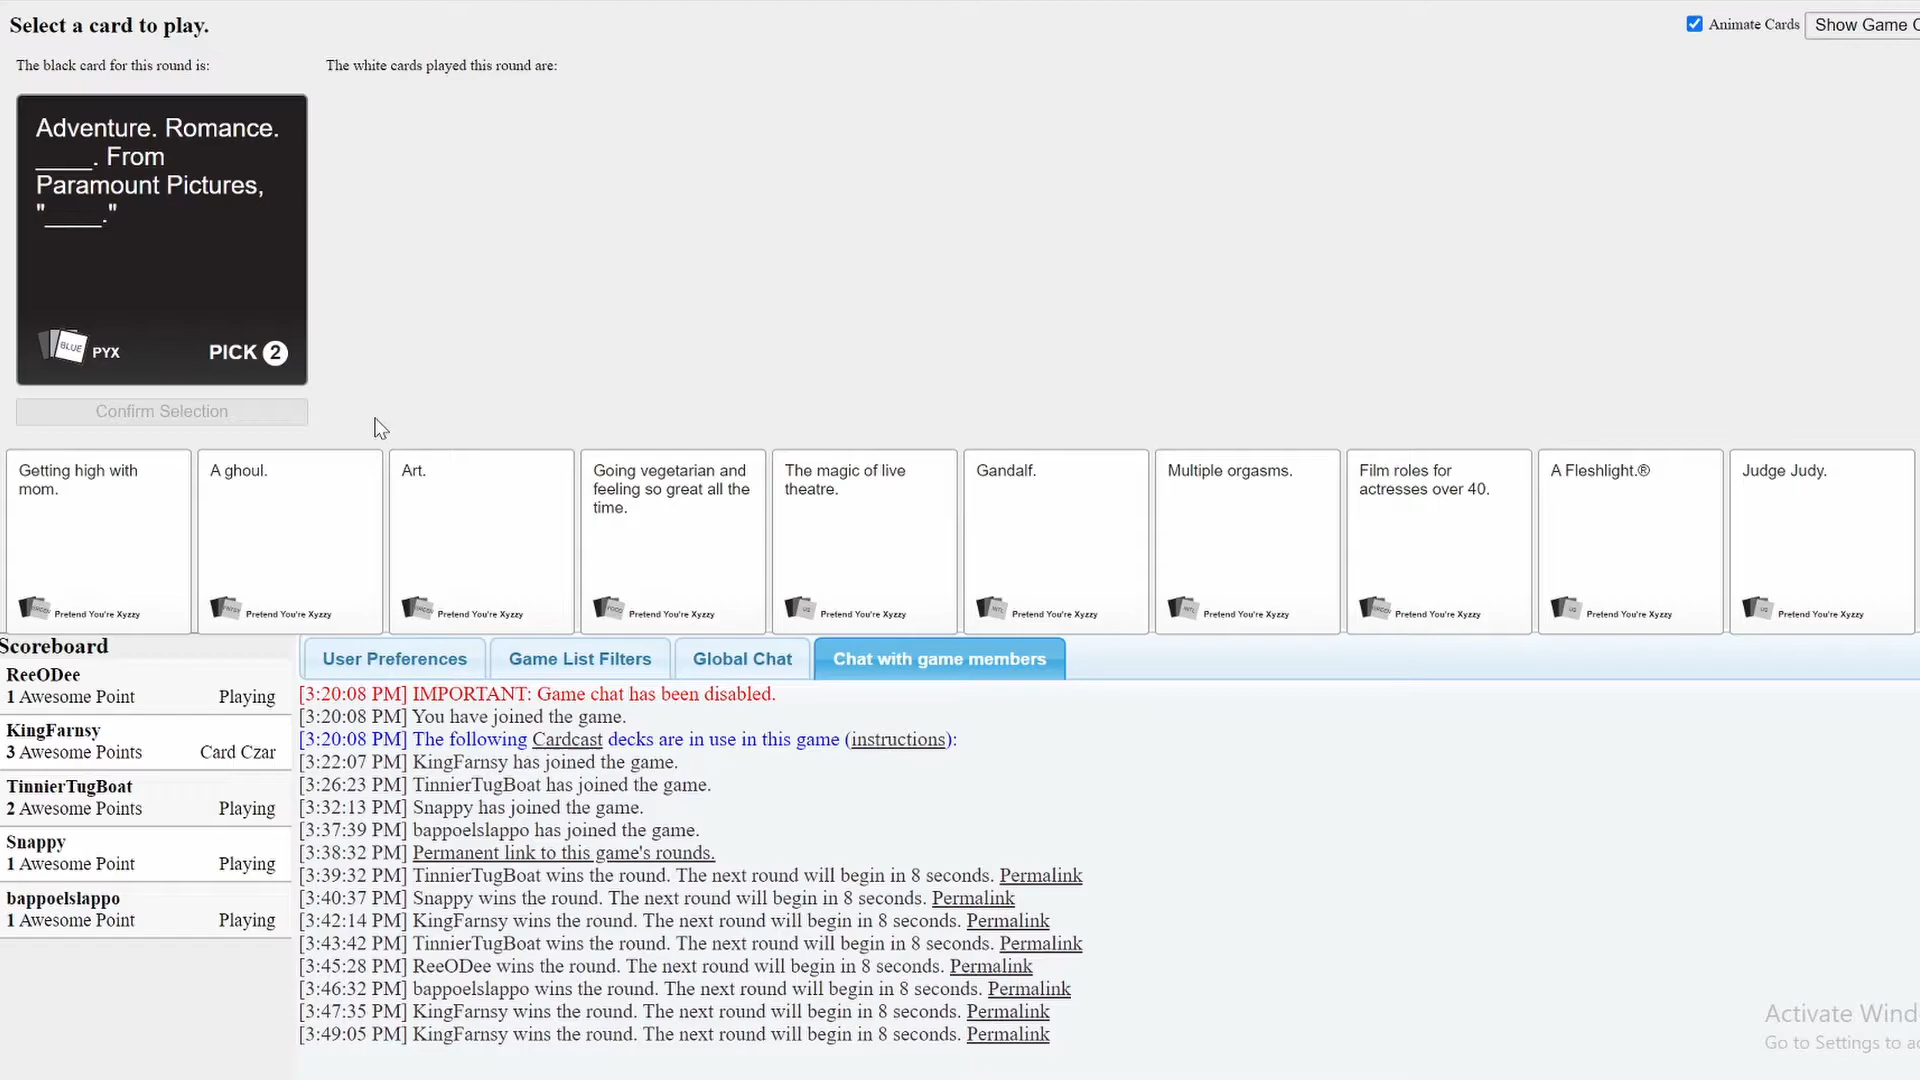 Select a card to play.
Animate Cards
Show Game C
The black card for this round is:
The white cards played this round are:
Adventure. Romance.
____. From
Paramount Pictures,
"____."
BLUE
PYX
PICK 2
Confirm Selection
Getting high with
mom.
Pretend You're Xyzzy
A ghoul.
Pretend You're Xyzzy
Art.
Pretend You're Xyzzy
Going vegetarian and
feeling so great all the
time.
FOOD
Pretend You're Xyzzy
The magic of live
theatre.
US
Pretend You're Xyzzy
Gandalf.
INTL
Pretend You're Xyzzy
Multiple orgasms.
INTL
Pretend You're Xyzzy
Film roles for
actresses over 40.
Pretend You're Xyzzy
A Fleshlight.®
US
Pretend You're Xyzzy
Judge Judy.
US
Pretend You're Xyzzy
Scoreboard
ReeODee
1 Awesome Point Playing
KingFarnsy
3 Awesome Points Card Czar
TinnierTugBoat
2 Awesome Points Playing
Snappy
1 Awesome Point Playing
bappoelslappo
1 Awesome Point Playing
User Preferences
Game List Filters
Global Chat
Chat with game members
[3:20:08 PM] IMPORTANT: Game chat has been disabled.
[3:20:08 PM] You have joined the game.
[3:20:08 PM] The following Cardcast decks are in use in this game (instructions):
[3:22:07 PM] KingFarnsy has joined the game.
[3:26:23 PM] TinnierTugBoat has joined the game.
[3:32:13 PM] Snappy has joined the game.
[3:37:39 PM] bappoelslappo has joined the game.
[3:38:32 PM] Permanent link to this game's rounds.
[3:39:32 PM] TinnierTugBoat wins the round. The next round will begin in 8 seconds. Permalink
[3:40:37 PM] Snappy wins the round. The next round will begin in 8 seconds. Permalink
[3:42:14 PM] KingFarnsy wins the round. The next round will begin in 8 seconds. Permalink
[3:43:42 PM] TinnierTugBoat wins the round. The next round will begin in 8 seconds. Permalink
[3:45:28 PM] ReeODee wins the round. The next round will begin in 8 seconds. Permalink
[3:46:32 PM] bappoelslappo wins the round. The next round will begin in 8 seconds. Permalink
[3:47:35 PM] KingFarnsy wins the round. The next round will begin in 8 seconds. Permalink
[3:49:05 PM] KingFarnsy wins the round. The next round will begin in 8 seconds. Permalink
Activate Wind
Go to Settings to ac